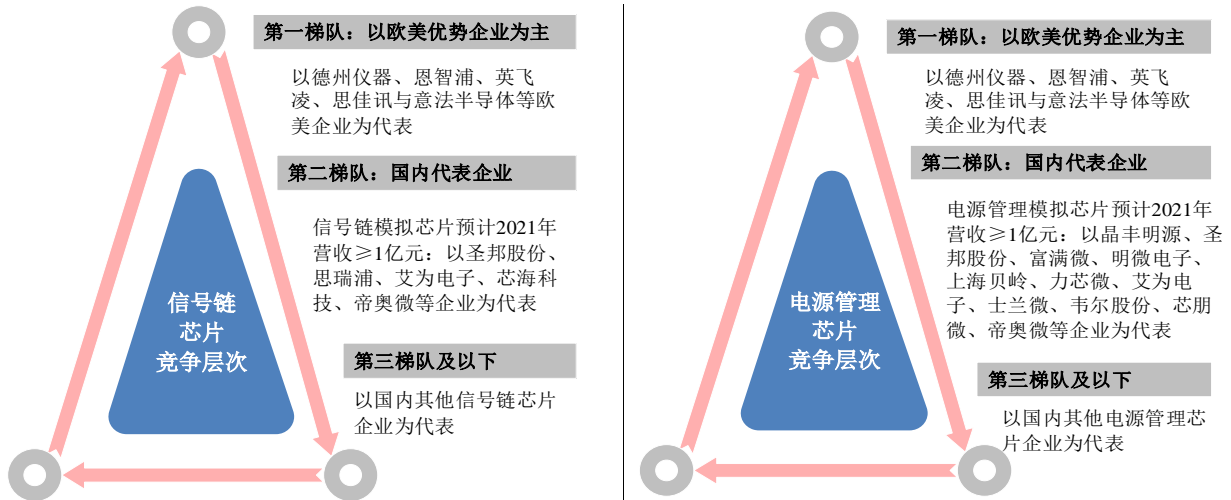 第一梯队：以欧美优势企业为主
以德州仪器、恩智浦、英飞
凌、思佳讯与意法半导体等欧
美企业为代表
第二梯队：国内代表企业
信号链模拟芯片预计2021年
营收≥1亿元：以圣邦股份、
思瑞浦、艾为电子、芯海科
技、帝奥微等企业为代表
信号链
芯片
竞争层次
第三梯队及以下
以国内其他信号链芯片
企业为代表
第一梯队：以欧美优势企业为主
以德州仪器、恩智浦、英飞
凌、思佳讯与意法半导体等欧
美企业为代表
第二梯队：国内代表企业
电源管理模拟芯片预计2021年
营收≥1亿元：以晶丰明源、圣
邦股份、富满微、明微电子、
上海贝岭、力芯微、艾为电
子、士兰微、韦尔股份、芯朋
微、帝奥微等企业为代表
电源管理
芯片
竞争层次
第三梯队及以下
以国内其他电源管理芯
片企业为代表